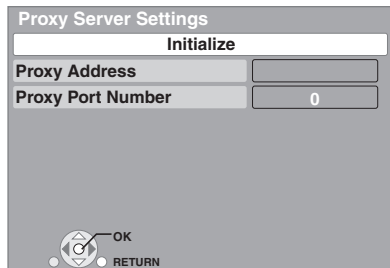 Proxy Server Settings
Initialize
Proxy Address
Proxy Port Number 0
OK
RETURN